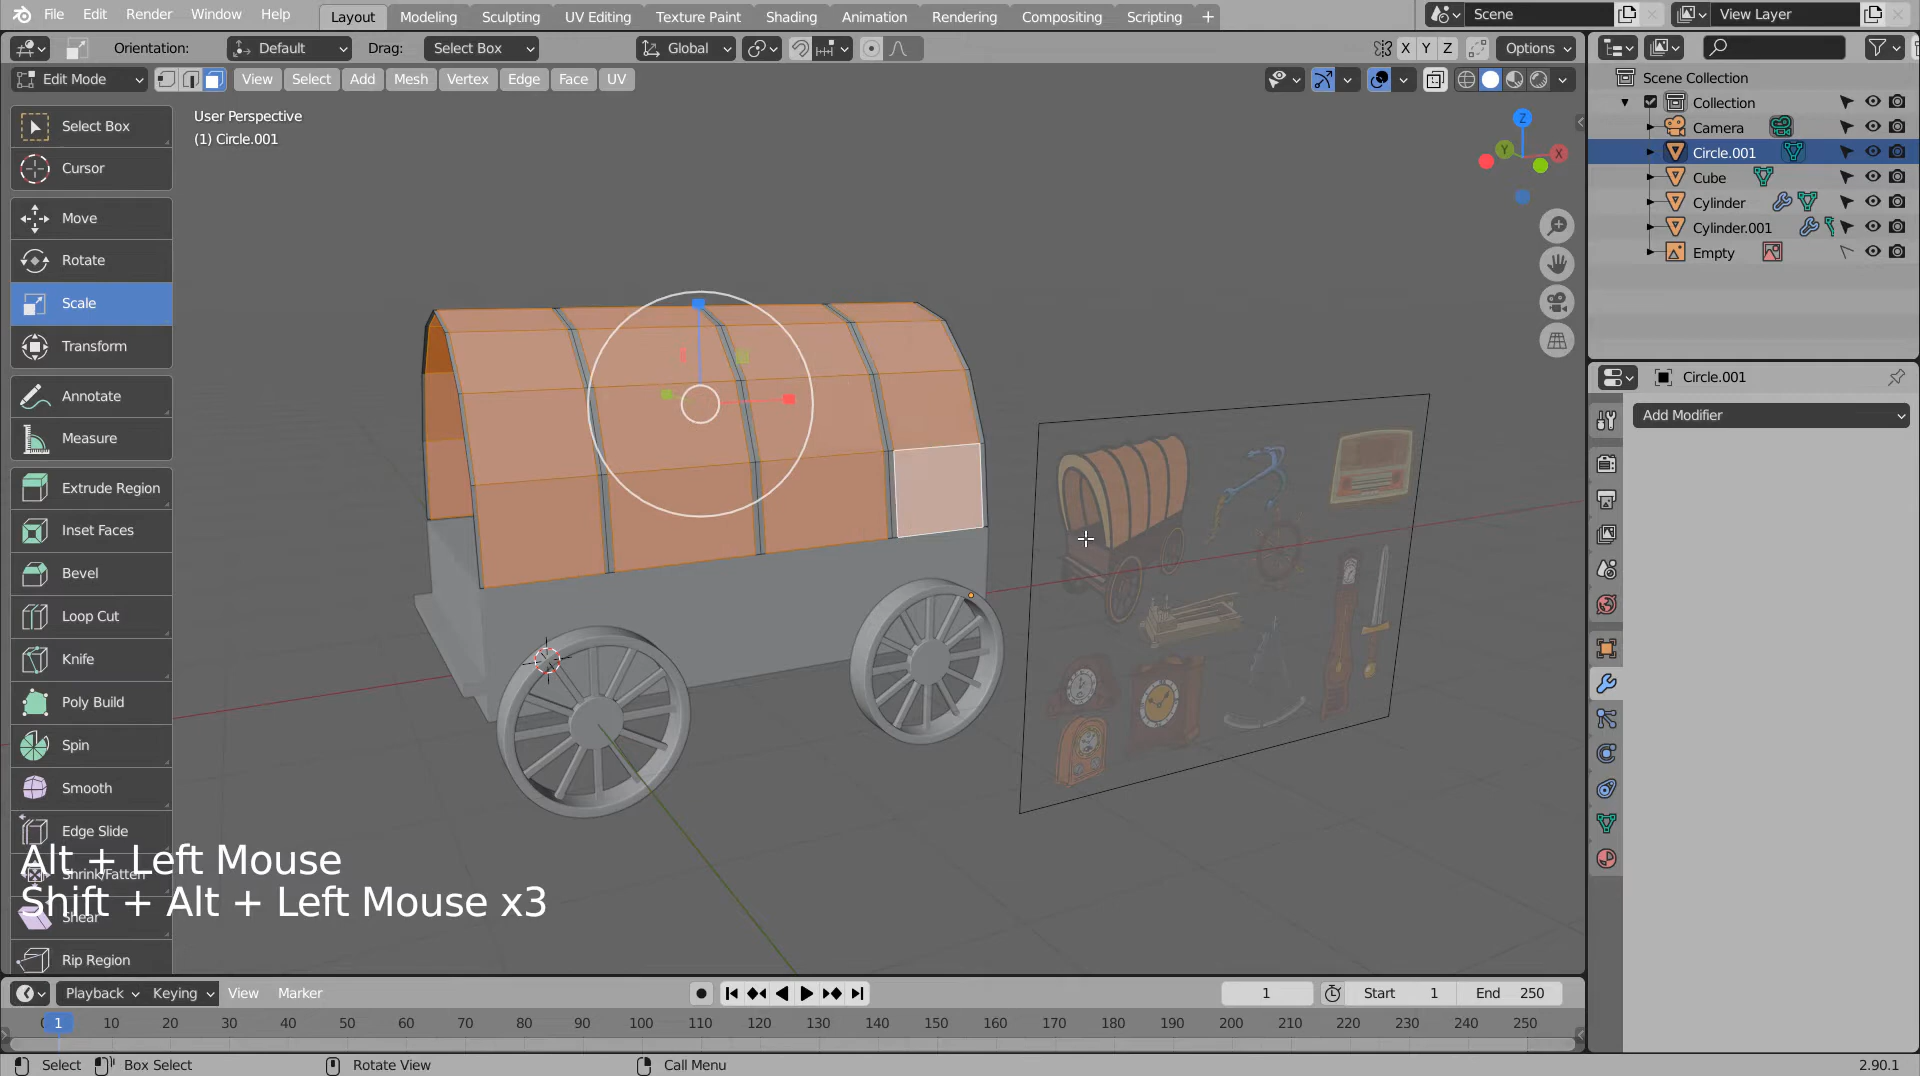 File Edit Render Window Help Layout Modeling Sculpting UV Editing Texture Paint Shading Animation Rendering Compositing Scripting + Scene View Layer
Orientation: Default Drag: Select Box Global X Y Z Options
Edit Mode View Select Add Mesh Vertex Edge Face UV
User Perspective
(1) Circle.001
Select Box
Cursor
Move
Rotate
Scale
Transform
Annotate
Measure
Extrude Region
Inset Faces
Bevel
Loop Cut
Knife
Poly Build
Spin
Smooth
Edge Slide
Shrink/Fatten
Shear
Rip Region
Alt + Left Mouse
Shift + Alt + Left Mouse x3
Z
Y
X
Scene Collection
Collection
Camera
Circle.001
Cube
Cylinder
Cylinder.001
Empty
Circle.001
Add Modifier
Playback Keying View Marker 1 Start 1 End 250
1 10 20 30 40 50 60 70 80 90 100 110 120 130 140 150 160 170 180 190 200 210 220 230 240 250
Select Box Select Rotate View Call Menu 2.90.1